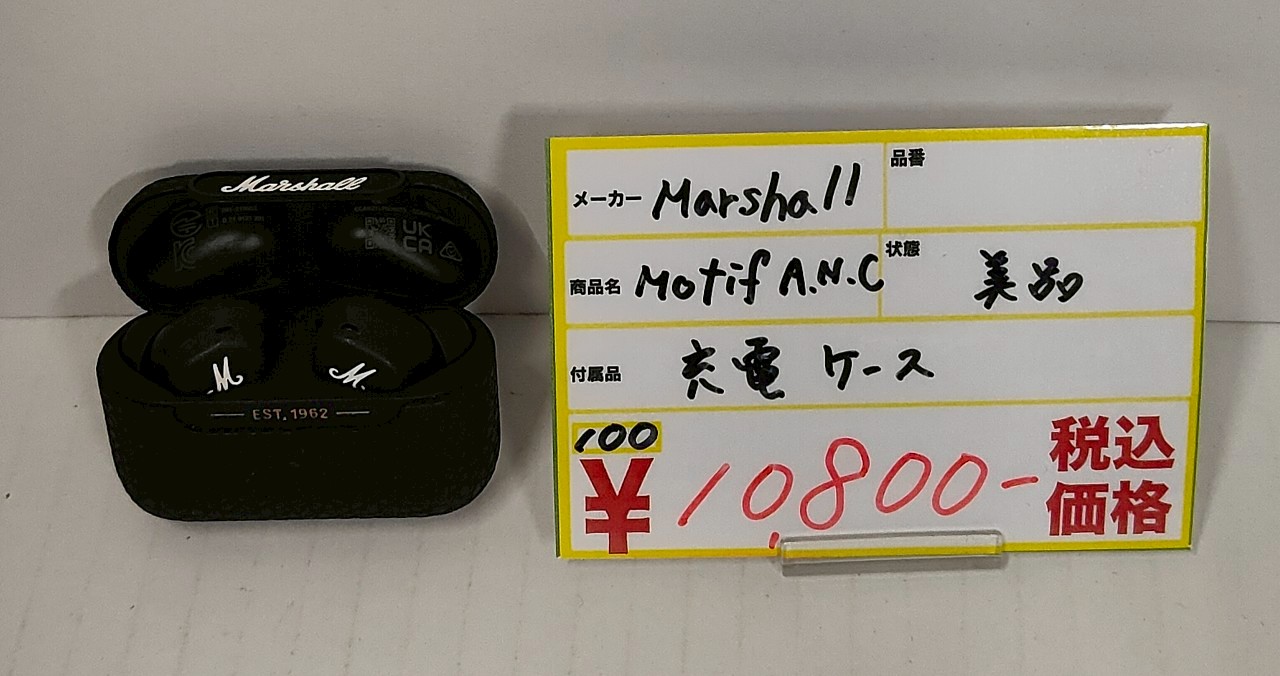 Marshall
UK
CA
M
M.
EST. 1962
メーカー Marshall
品番
商品名 Motif A.N.C
状態 美品
付属品 充電ケース
100
¥10,800-
税込
価格